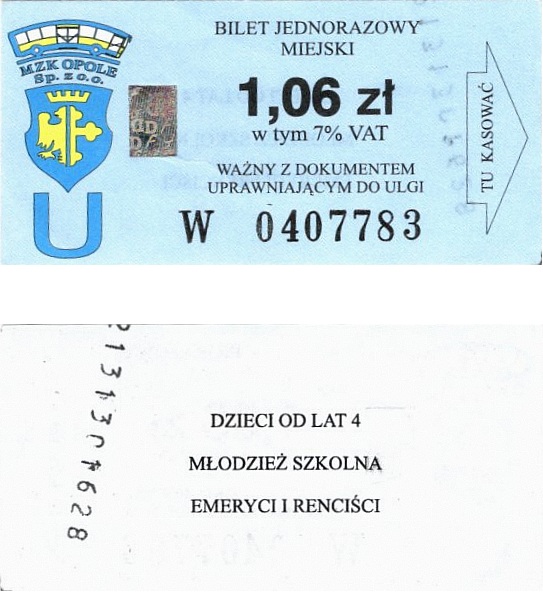 MZK OPOLE
Sp. z o.o.
U
BILET JEDNORAZOWY
MIEJSKI
1,06 zł
w tym 7% VAT
WAŻNY Z DOKUMENTEM
UPRAWNIAJĄCYM DO ULGI
W 0407783
TU KASOWAĆ
DZIECI OD LAT 4
MŁODZIEŻ SZKOLNA
EMERYCI I RENCIŚCI